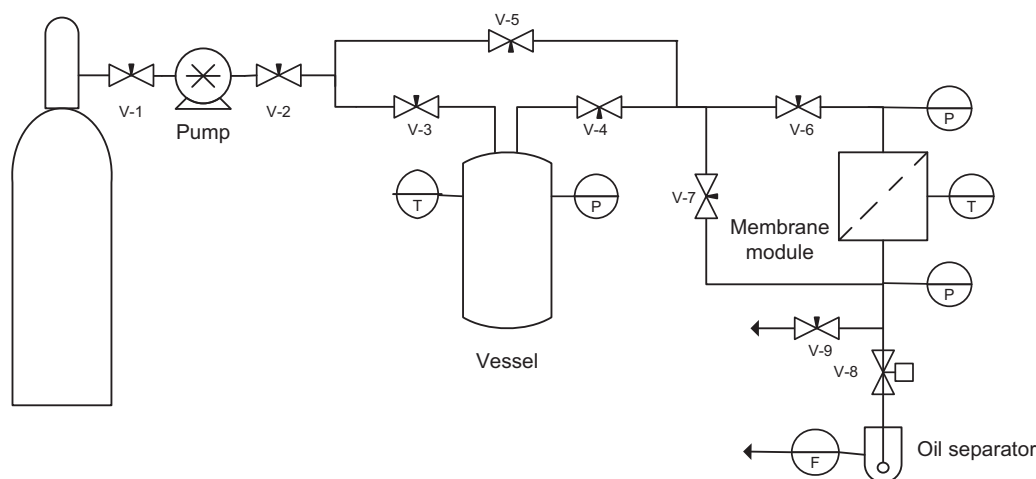 V-5
V-1
V-2
Pump
V-3
V-4
V-6
P
T
P
V-7
T
Membrane
module
P
Vessel
V-9
V-8
F
Oil separator